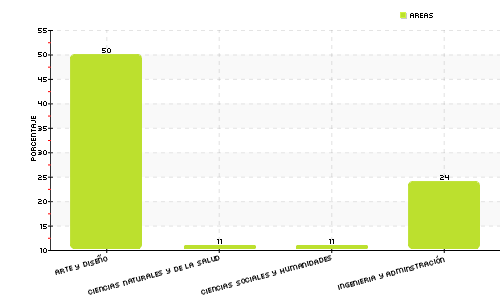 AREAS
PORCENTAJE
55
50
45
40
35
30
25
20
15
10
50
11
11
24
ARTE Y DISEÑO
CIENCIAS NATURALES Y DE LA SALUD
CIENCIAS SOCIALES Y HUMANIDADES
INGENIERIA Y ADMINSTRACIÓN